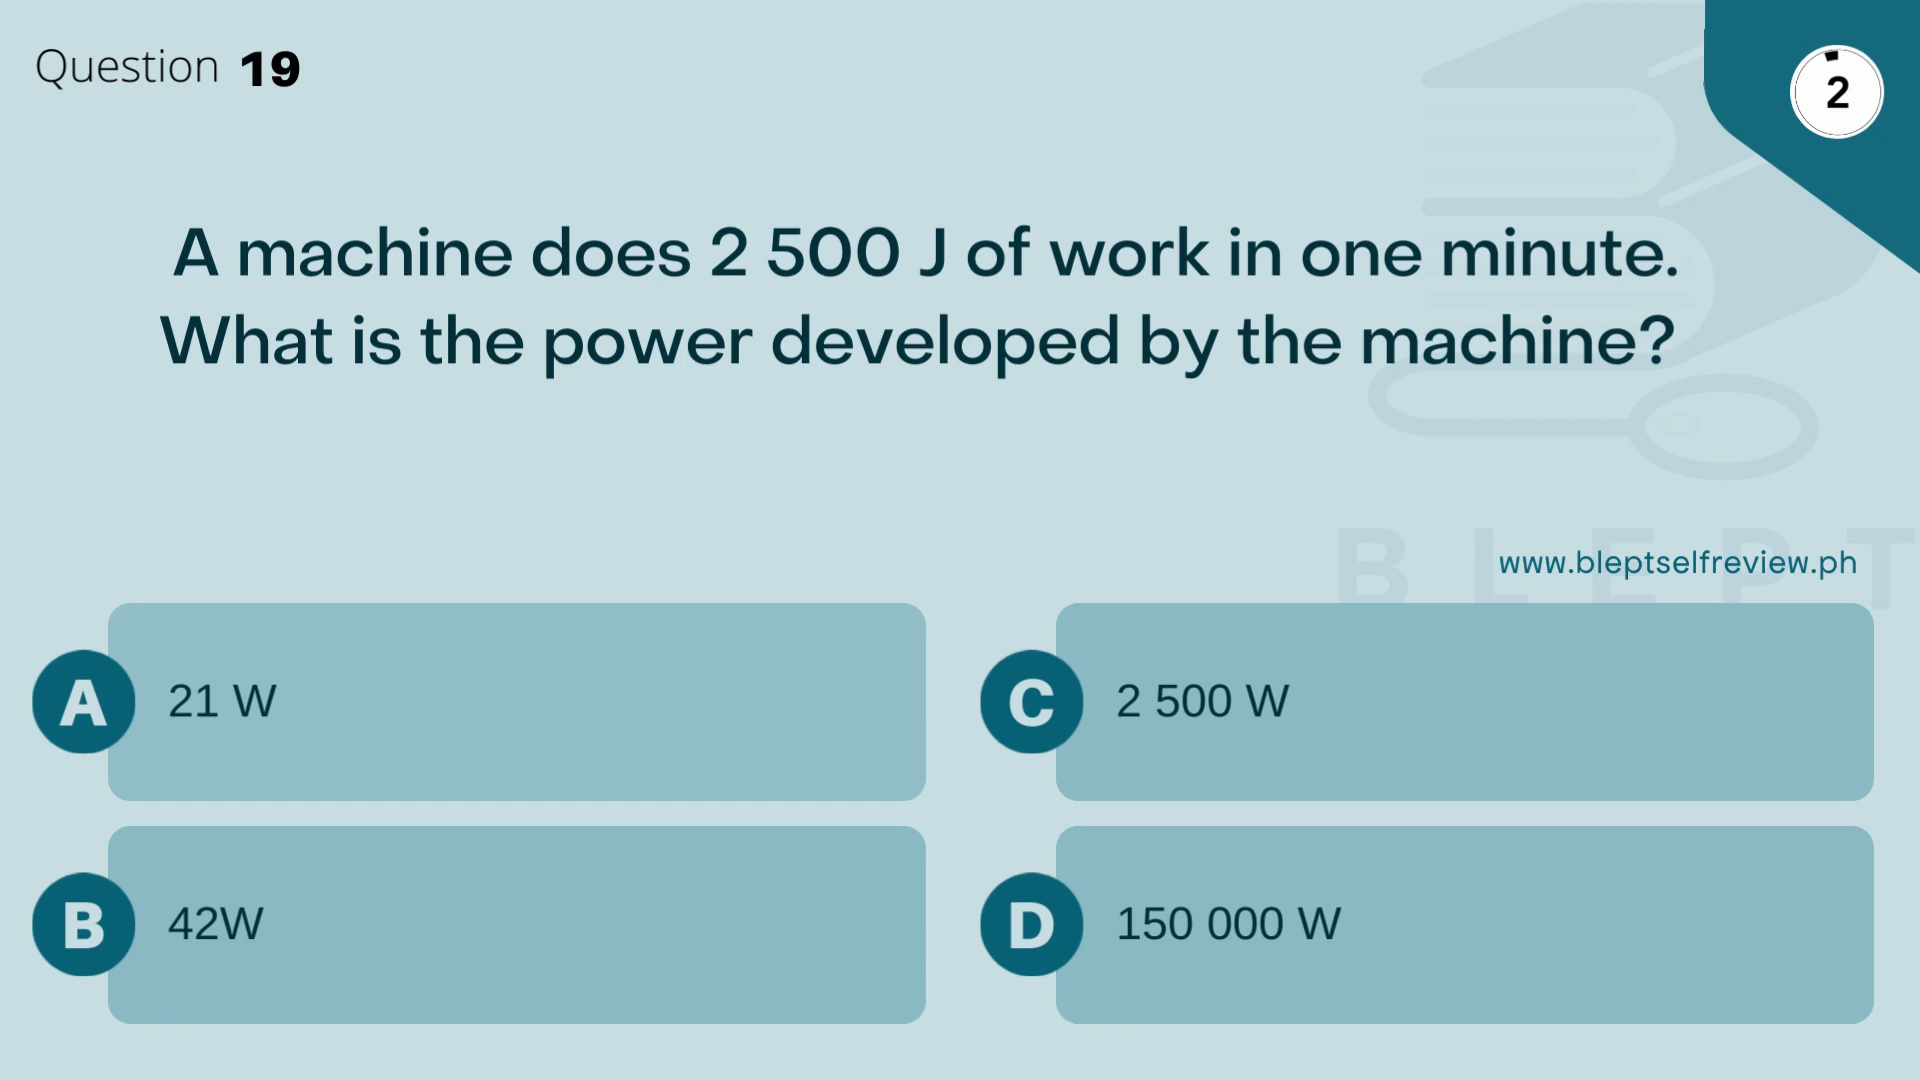 Question 19
2
A machine does 2 500 J of work in one minute.
What is the power developed by the machine?
BLEPT
www.bleptselfreview.ph
A 21 W
B 42W
C 2 500 W
D 150 000 W